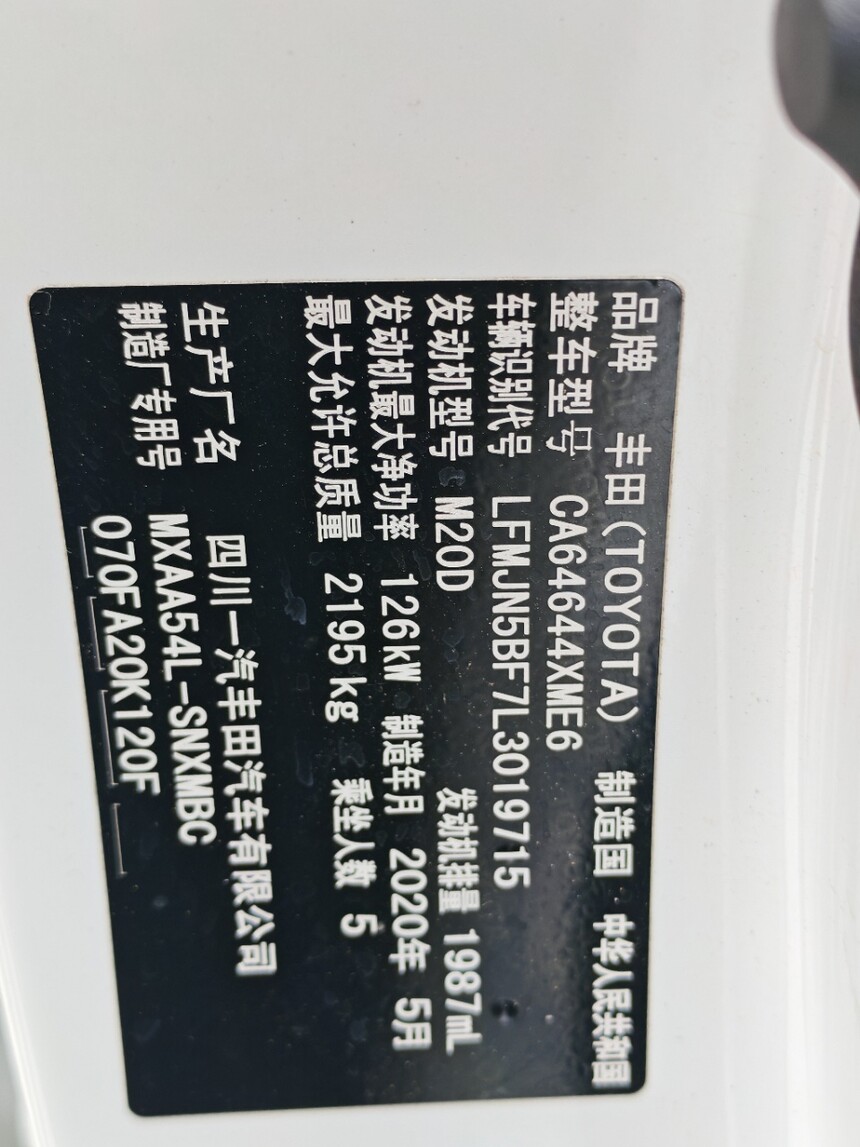 品牌 丰田(TOYOTA) 制造国 中华人民共和国
整车型号 CA64644XME6
车辆识别代号 LFMJN5BF7L3019715
发动机型号 M20D 发动机排量 1987mL
发动机最大净功率 126kW 制造年月 2020年 5月
最大允许总质量 2195kg 乘坐人数 5
生产厂名 四川一汽丰田汽车有限公司
制造厂专用号 MXAA54L-SNXMBC
070FA20K120F